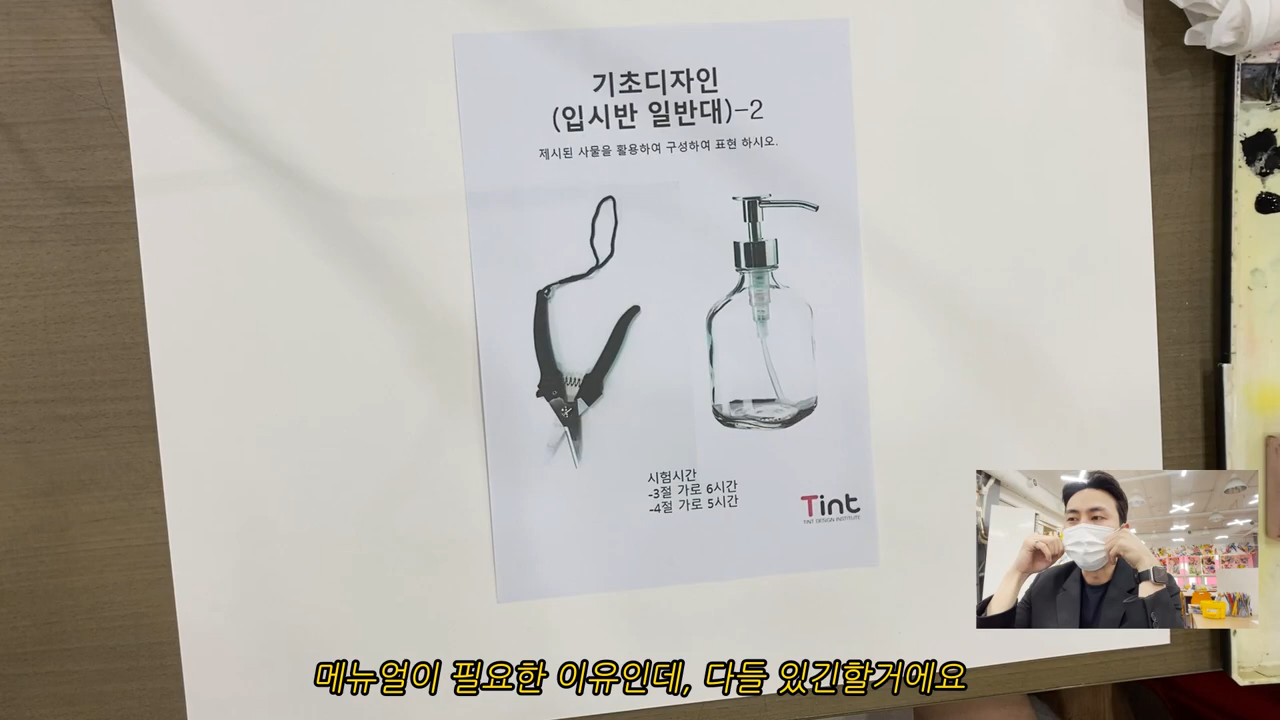 기초디자인
(입시반 일반대)-2
제시된 사물을 활용하여 구성하여 표현 하시오.
시험시간
-3절 가로 6시간
-4절 가로 5시간
Tint
TINT DESIGN INSTITUTE
메뉴얼이 필요한 이유인데, 다들 있긴할거에요